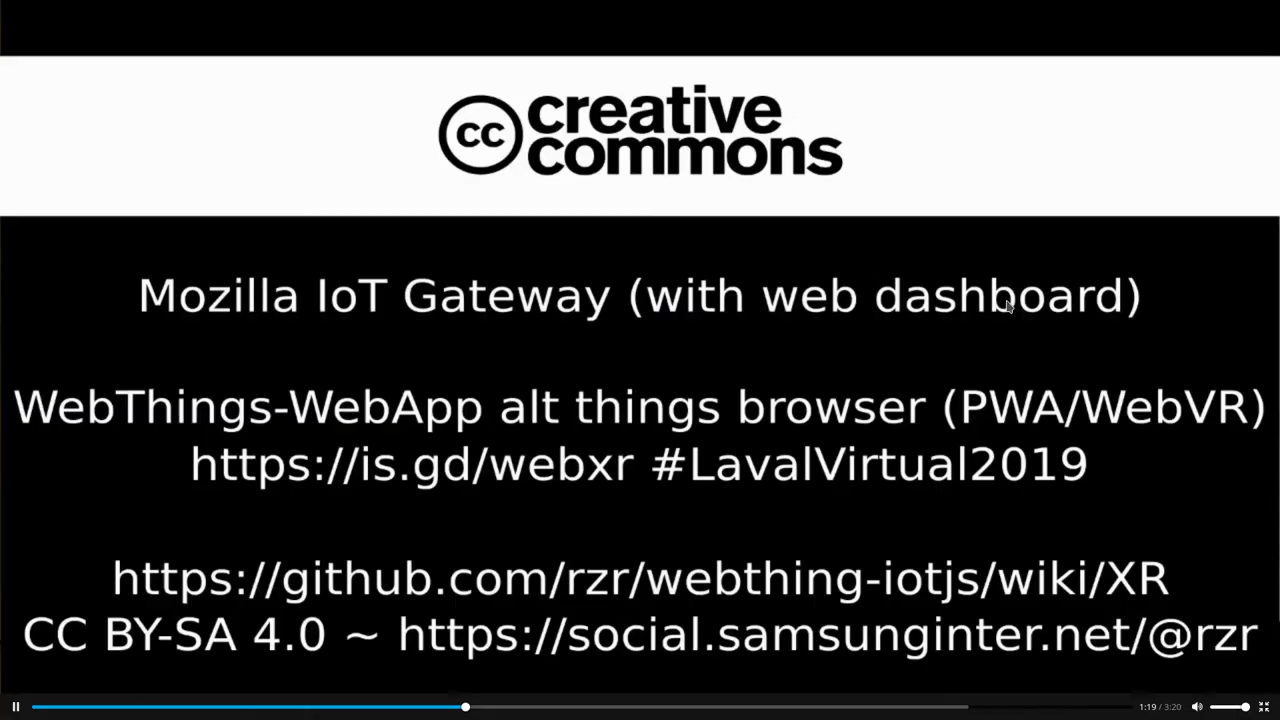 cc creative
commons
Mozilla IoT Gateway (with web dashboard)
WebThings-WebApp alt things browser (PWA/WebVR)
https://is.gd/webxr #LavalVirtual2019
https://github.com/rzr/webthing-iotjs/wiki/XR
CC BY-SA 4.0 ~ https://social.samsunginter.net/@rzr
1:19 / 3:20